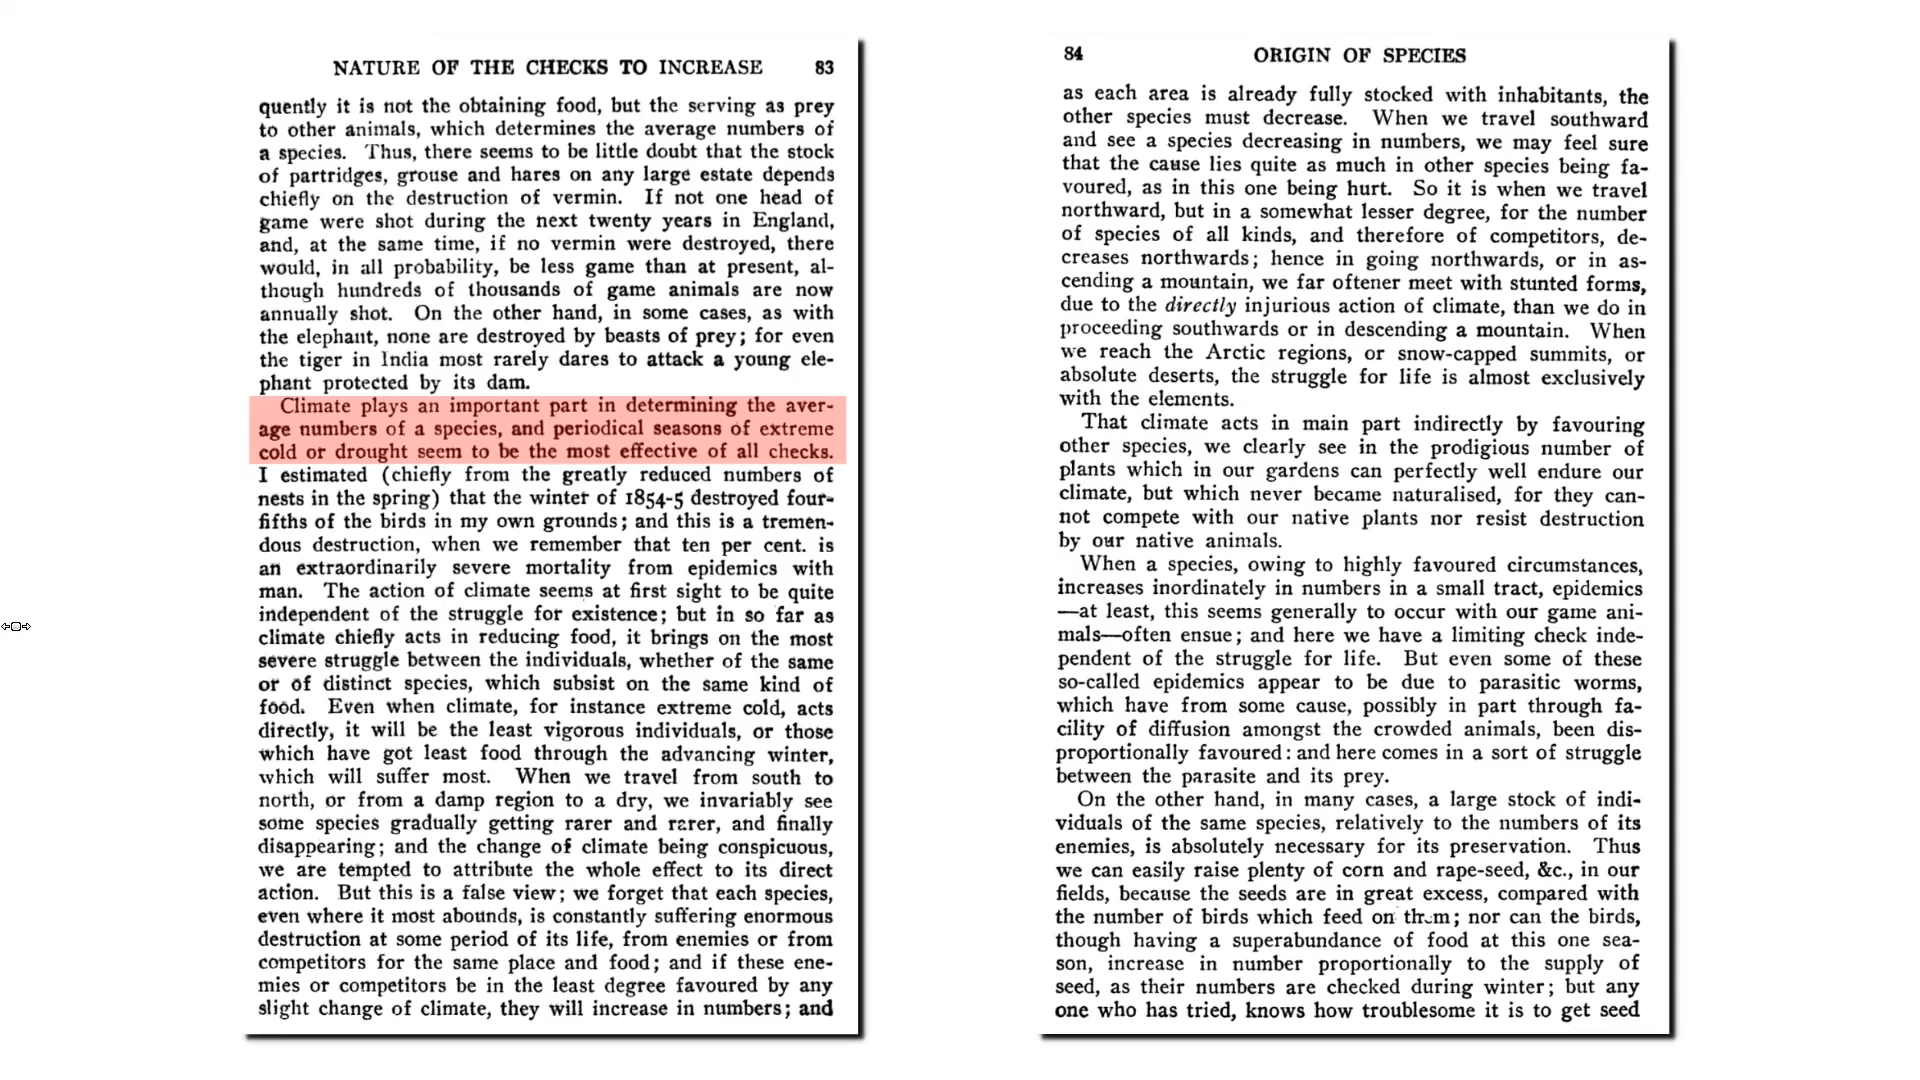 NATURE OF THE CHECKS TO INCREASE 83
quently it is not the obtaining food, but the serving as prey
to other animals, which determines the average numbers of
a species. Thus, there seems to be little doubt that the stock
of partridges, grouse and hares on any large estate depends
chiefly on the destruction of vermin. If not one head of
game were shot during the next twenty years in England,
and, at the same time, if no vermin were destroyed, there
would, in all probability, be less game than at present, al-
though hundreds of thousands of game animals are now
annually shot. On the other hand, in some cases, as with
the elephant, none are destroyed by beasts of prey; for even
the tiger in India most rarely dares to attack a young ele-
phant protected by its dam.
Climate plays an important part in determining the aver-
age numbers of a species, and periodical seasons of extreme
cold or drought seem to be the most effective of all checks.
I estimated (chiefly from the greatly reduced numbers of
nests in the spring) that the winter of 1854-5 destroyed four-
fifths of the birds in my own grounds; and this is a tremen-
dous destruction, when we remember that ten per cent. is
an extraordinarily severe mortality from epidemics with
man. The action of climate seems at first sight to be quite
independent of the struggle for existence; but in so far as
climate chiefly acts in reducing food, it brings on the most
severe struggle between the individuals, whether of the same
or of distinct species, which subsist on the same kind of
food. Even when climate, for instance extreme cold, acts
directly, it will be the least vigorous individuals, or those
which have got least food through the advancing winter,
which will suffer most. When we travel from south to
north, or from a damp region to a dry, we invariably see
some species gradually getting rarer and rarer, and finally
disappearing; and the change of climate being conspicuous,
we are tempted to attribute the whole effect to its direct
action. But this is a false view; we forget that each species,
even where it most abounds, is constantly suffering enormous
destruction at some period of its life, from enemies or from
competitors for the same place and food; and if these ene-
mies or competitors be in the least degree favoured by any
slight change of climate, they will increase in numbers; and
84 ORIGIN OF SPECIES
as each area is already fully stocked with inhabitants, the
other species must decrease. When we travel southward
and see a species decreasing in numbers, we may feel sure
that the cause lies quite as much in other species being fa-
voured, as in this one being hurt. So it is when we travel
northward, but in a somewhat lesser degree, for the number
of species of all kinds, and therefore of competitors, de-
creases northwards; hence in going northwards, or in as-
cending a mountain, we far oftener meet with stunted forms,
due to the directly injurious action of climate, than we do in
proceeding southwards or in descending a mountain. When
we reach the Arctic regions, or snow-capped summits, or
absolute deserts, the struggle for life is almost exclusively
with the elements.
That climate acts in main part indirectly by favouring
other species, we clearly see in the prodigious number of
plants which in our gardens can perfectly well endure our
climate, but which never became naturalised, for they can-
not compete with our native plants nor resist destruction
by our native animals.
When a species, owing to highly favoured circumstances,
increases inordinately in numbers in a small tract, epidemics
—at least, this seems generally to occur with our game ani-
mals—often ensue; and here we have a limiting check inde-
pendent of the struggle for life. But even some of these
so-called epidemics appear to be due to parasitic worms,
which have from some cause, possibly in part through fa-
cility of diffusion amongst the crowded animals, been dis-
proportionally favoured: and here comes in a sort of struggle
between the parasite and its prey.
On the other hand, in many cases, a large stock of indi-
viduals of the same species, relatively to the numbers of its
enemies, is absolutely necessary for its preservation. Thus
we can easily raise plenty of corn and rape-seed, &c., in our
fields, because the seeds are in great excess, compared with
the number of birds which feed on them; nor can the birds,
though having a superabundance of food at this one sea-
son, increase in number proportionally to the supply of
seed, as their numbers are checked during winter; but any
one who has tried, knows how troublesome it is to get seed